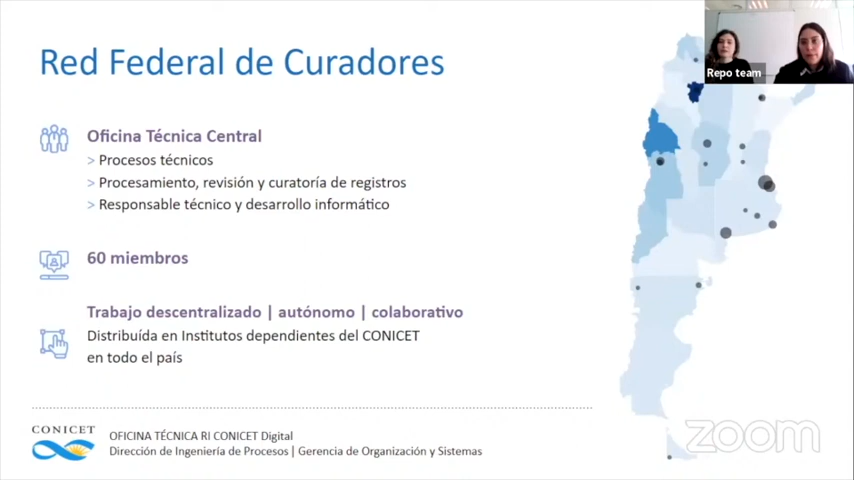 Red Federal de Curadores
Repo team
Oficina Técnica Central
> Procesos técnicos
> Procesamiento, revisión y curatoría de registros
> Responsable técnico y desarrollo informático
60 miembros
Trabajo descentralizado | autónomo | colaborativo
Distribuída en Institutos dependientes del CONICET
en todo el país
CONICET
OFICINA TÉCNICA RI CONICET Digital
Dirección de Ingeniería de Procesos | Gerencia de Organización y Sistemas
zoom